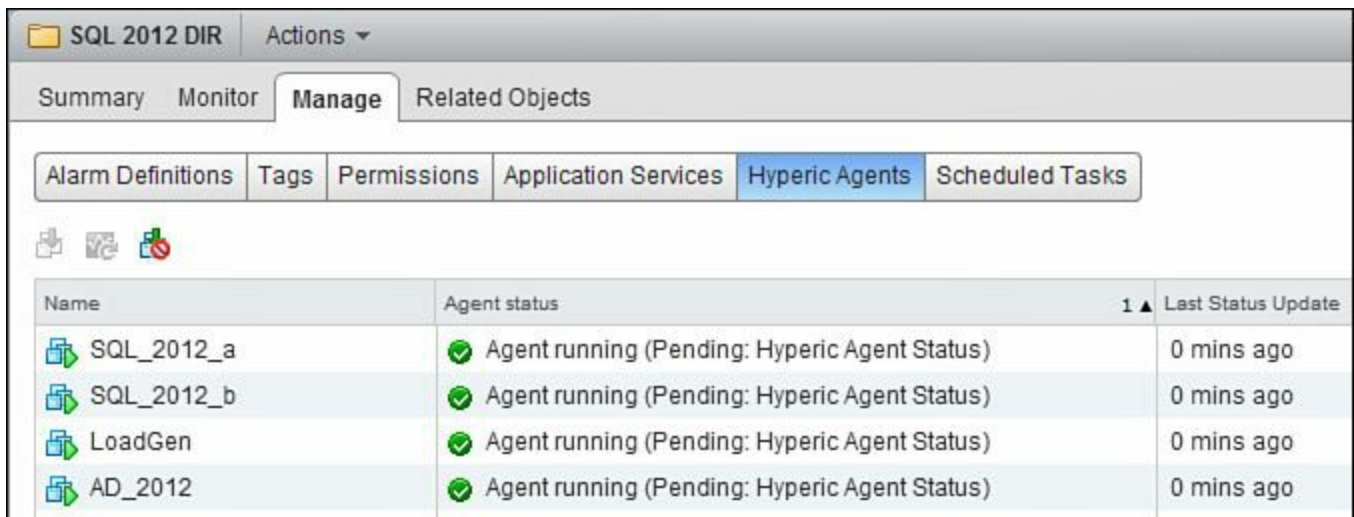 SQL 2012 DIR Actions
Summary Monitor Manage Related Objects
Alarm Definitions Tags Permissions Application Services Hyperic Agents Scheduled Tasks
Name Agent status 1 ▲ Last Status Update
SQL_2012_a Agent running (Pending: Hyperic Agent Status) 0 mins ago
SQL_2012_b Agent running (Pending: Hyperic Agent Status) 0 mins ago
LoadGen Agent running (Pending: Hyperic Agent Status) 0 mins ago
AD_2012 Agent running (Pending: Hyperic Agent Status) 0 mins ago